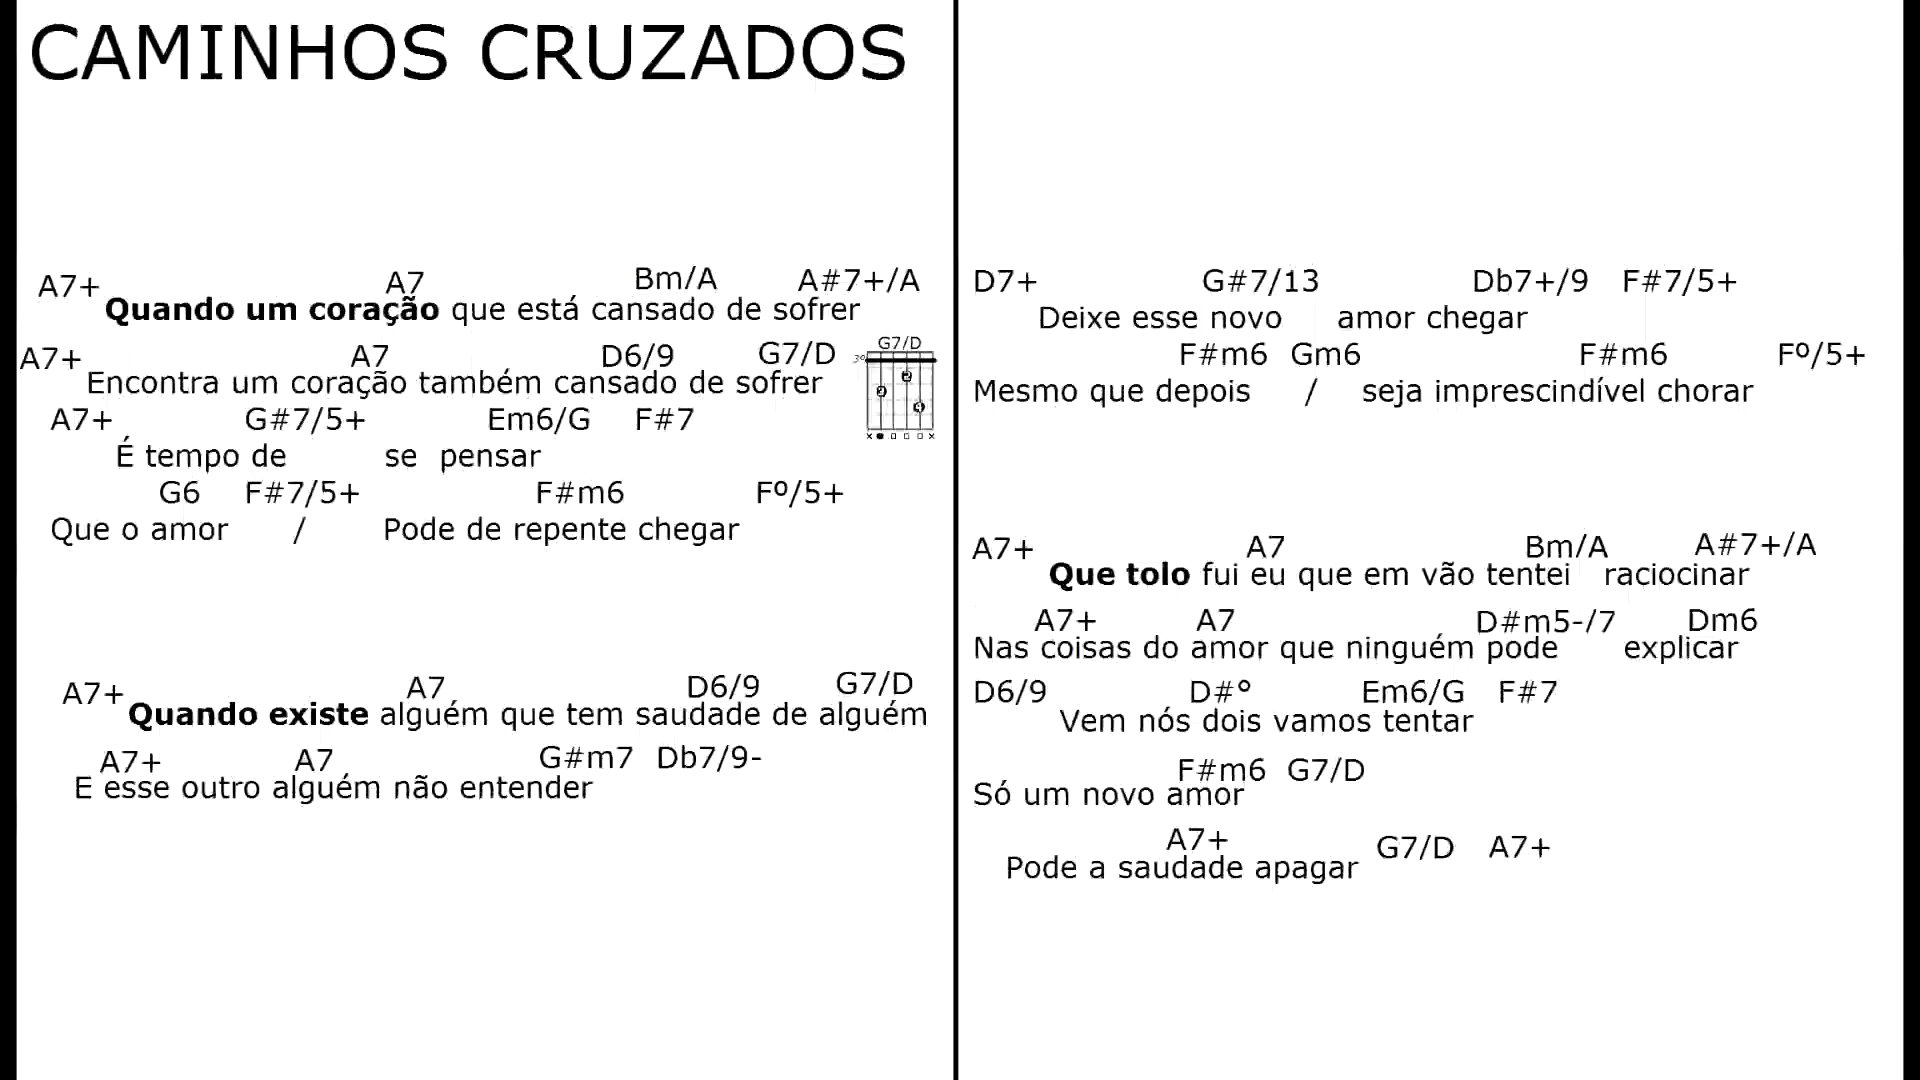 CAMINHOS CRUZADOS
A7+ A7 Bm/A A#7+/A
Quando um coração que está cansado de sofrer
A7+ A7 D6/9 G7/D
Encontra um coração também cansado de sofrer
G7/D
3º
A7+ G#7/5+ Em6/G F#7
É tempo de se pensar
G6 F#7/5+ F#m6 Fº/5+
Que o amor / Pode de repente chegar
A7+ A7 D6/9 G7/D
Quando existe alguém que tem saudade de alguém
A7+ A7 G#m7 Db7/9-
E esse outro alguém não entender
D7+ G#7/13 Db7+/9 F#7/5+
Deixe esse novo amor chegar
F#m6 Gm6 F#m6 Fº/5+
Mesmo que depois / seja imprescindível chorar
A7+ A7 Bm/A A#7+/A
Que tolo fui eu que em vão tentei raciocinar
A7+ A7 D#m5-/7 Dm6
Nas coisas do amor que ninguém pode explicar
D6/9 D#° Em6/G F#7
Vem nós dois vamos tentar
F#m6 G7/D
Só um novo amor
A7+ G7/D A7+
Pode a saudade apagar